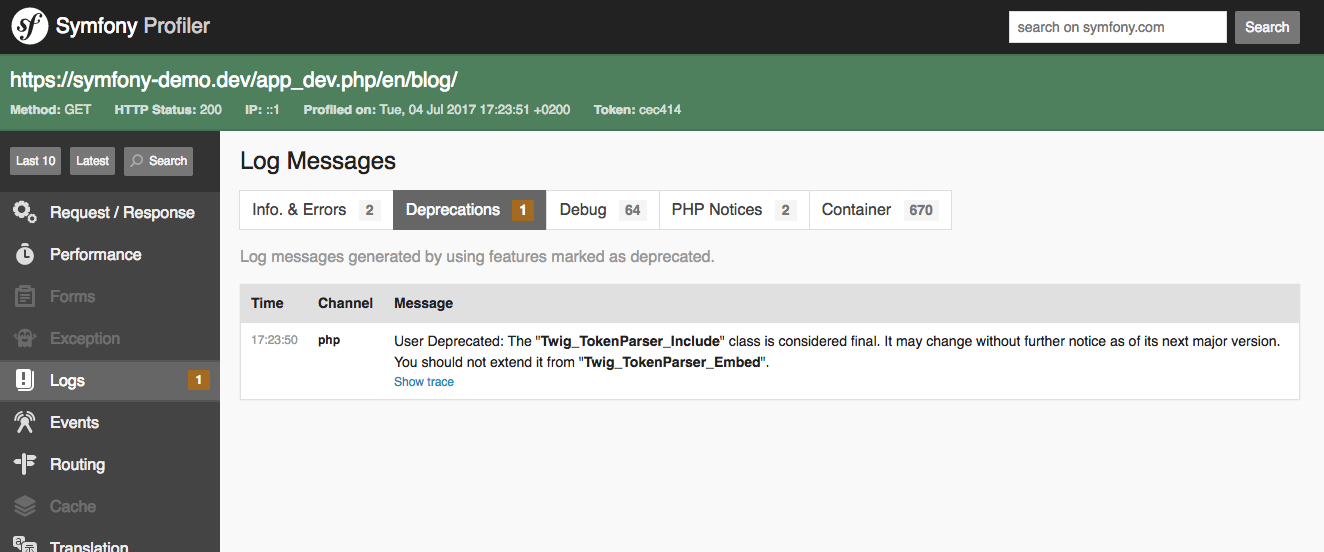 sf Symfony Profiler
search on symfony.com Search
https://symfony-demo.dev/app_dev.php/en/blog/
Method: GET HTTP Status: 200 IP: ::1 Profiled on: Tue, 04 Jul 2017 17:23:51 +0200 Token: cec414
Last 10 Latest Search
Request / Response
Performance
Forms
Exception
Logs 1
Events
Routing
Cache
Translation
Log Messages
Info. & Errors 2 Deprecations 1 Debug 64 PHP Notices 2 Container 670
Log messages generated by using features marked as deprecated.
Time Channel Message
17:23:50 php User Deprecated: The "Twig_TokenParser_Include" class is considered final. It may change without further notice as of its next major version.
You should not extend it from "Twig_TokenParser_Embed".
Show trace